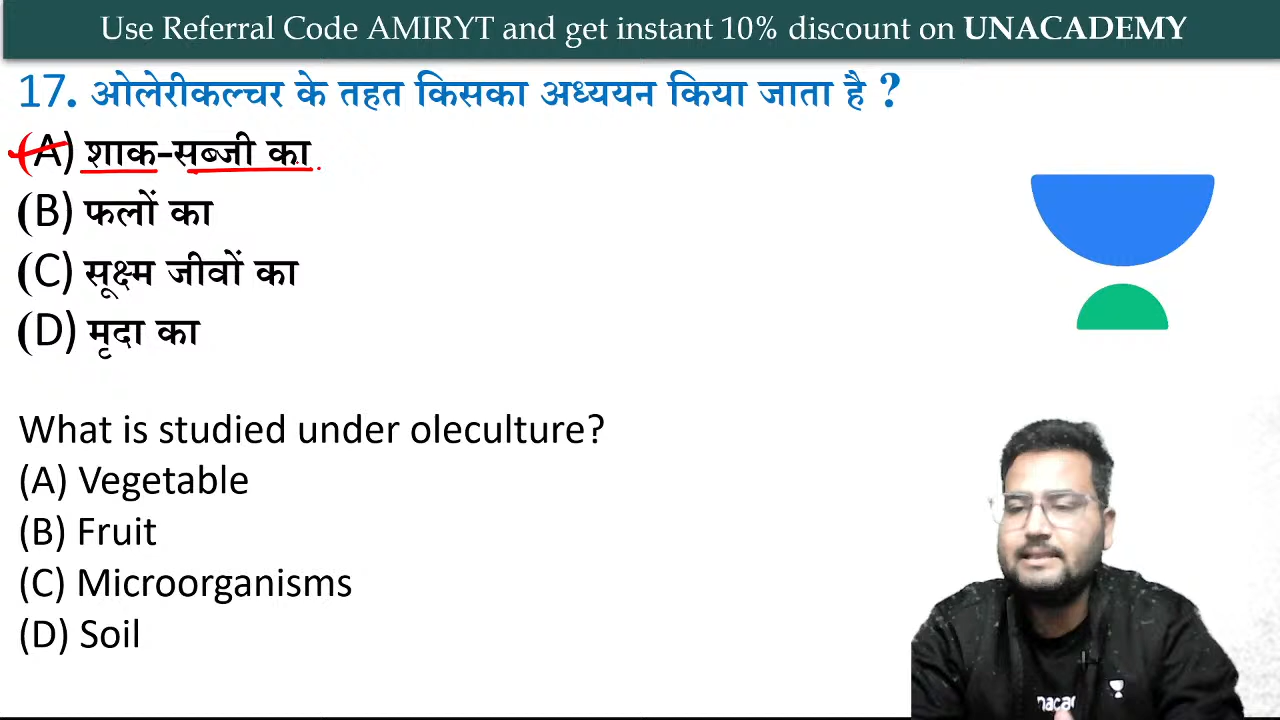 Use Referral Code AMIRYT and get instant 10% discount on UNACADEMY
17. ओलेरीकल्चर के तहत किसका अध्ययन किया जाता है ?
(A) शाक-सब्जी का
(B) फलों का
(C) सूक्ष्म जीवों का
(D) मृदा का
What is studied under oleculture?
(A) Vegetable
(B) Fruit
(C) Microorganisms
(D) Soil